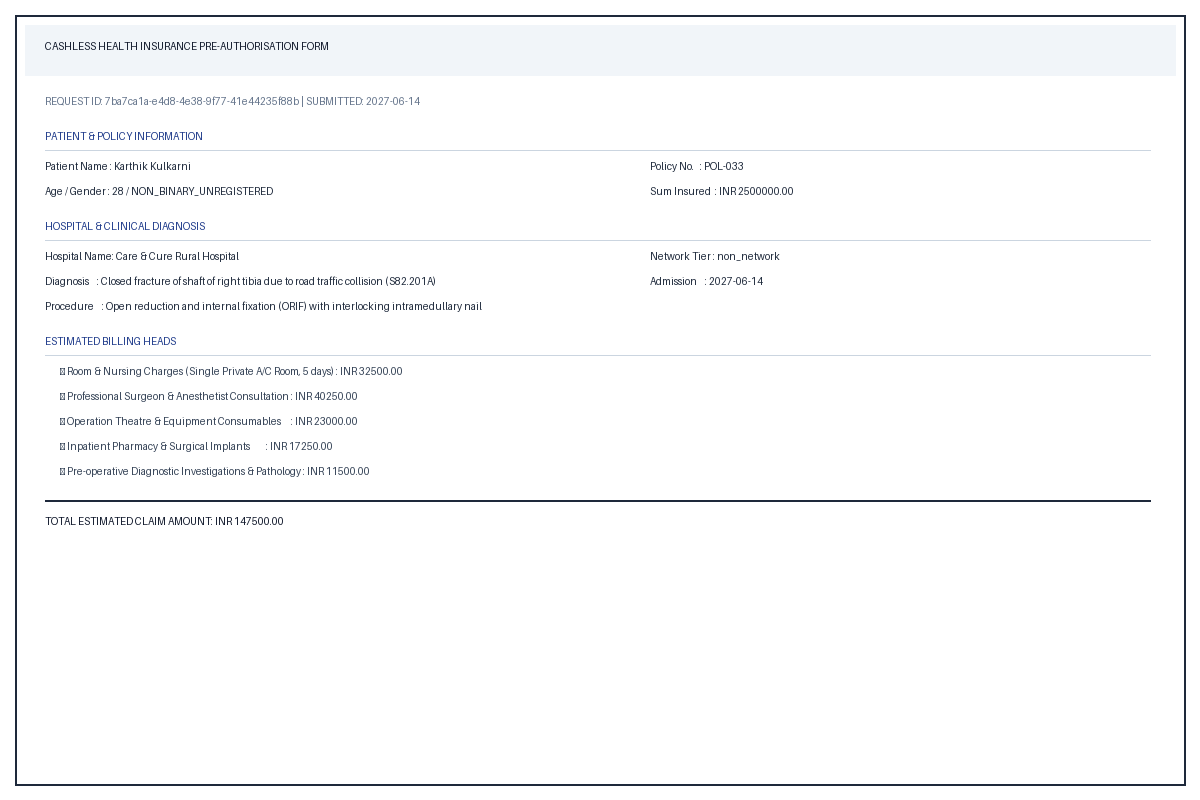 CASHLESS HEALTH INSURANCE PRE-AUTHORISATION FORM
REQUEST ID: 7ba7ca1a-e4d8-4e38-9f77-41e44235f88b | SUBMITTED: 2027-06-14
PATIENT & POLICY INFORMATION
Patient Name : Karthik Kulkarni
Policy No. : POL-033
Age / Gender : 28 / NON_BINARY_UNREGISTERED
Sum Insured : INR 2500000.00
HOSPITAL & CLINICAL DIAGNOSIS
Hospital Name: Care & Cure Rural Hospital
Network Tier : non_network
Diagnosis : Closed fracture of shaft of right tibia due to road traffic collision (S82.201A)
Admission : 2027-06-14
Procedure : Open reduction and internal fixation (ORIF) with interlocking intramedullary nail
ESTIMATED BILLING HEADS
Room & Nursing Charges (Single Private A/C Room, 5 days) : INR 32500.00
Professional Surgeon & Anesthetist Consultation : INR 40250.00
Operation Theatre & Equipment Consumables : INR 23000.00
Inpatient Pharmacy & Surgical Implants : INR 17250.00
Pre-operative Diagnostic Investigations & Pathology : INR 11500.00
TOTAL ESTIMATED CLAIM AMOUNT: INR 147500.00